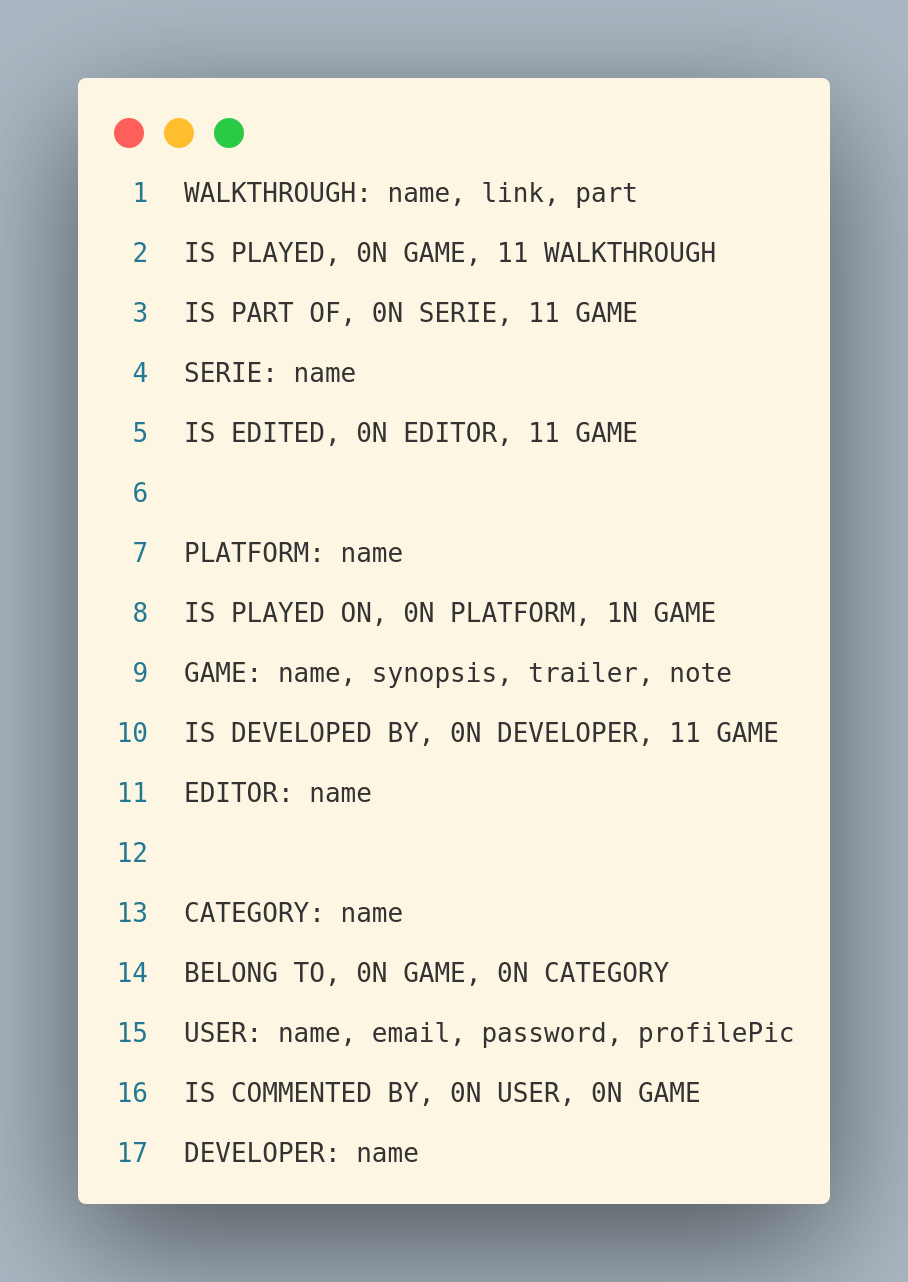 1 WALKTHROUGH: name, link, part
2 IS PLAYED, 0N GAME, 11 WALKTHROUGH
3 IS PART OF, 0N SERIE, 11 GAME
4 SERIE: name
5 IS EDITED, 0N EDITOR, 11 GAME
6
7 PLATFORM: name
8 IS PLAYED ON, 0N PLATFORM, 1N GAME
9 GAME: name, synopsis, trailer, note
10 IS DEVELOPED BY, 0N DEVELOPER, 11 GAME
11 EDITOR: name
12
13 CATEGORY: name
14 BELONG TO, 0N GAME, 0N CATEGORY
15 USER: name, email, password, profilePic
16 IS COMMENTED BY, 0N USER, 0N GAME
17 DEVELOPER: name